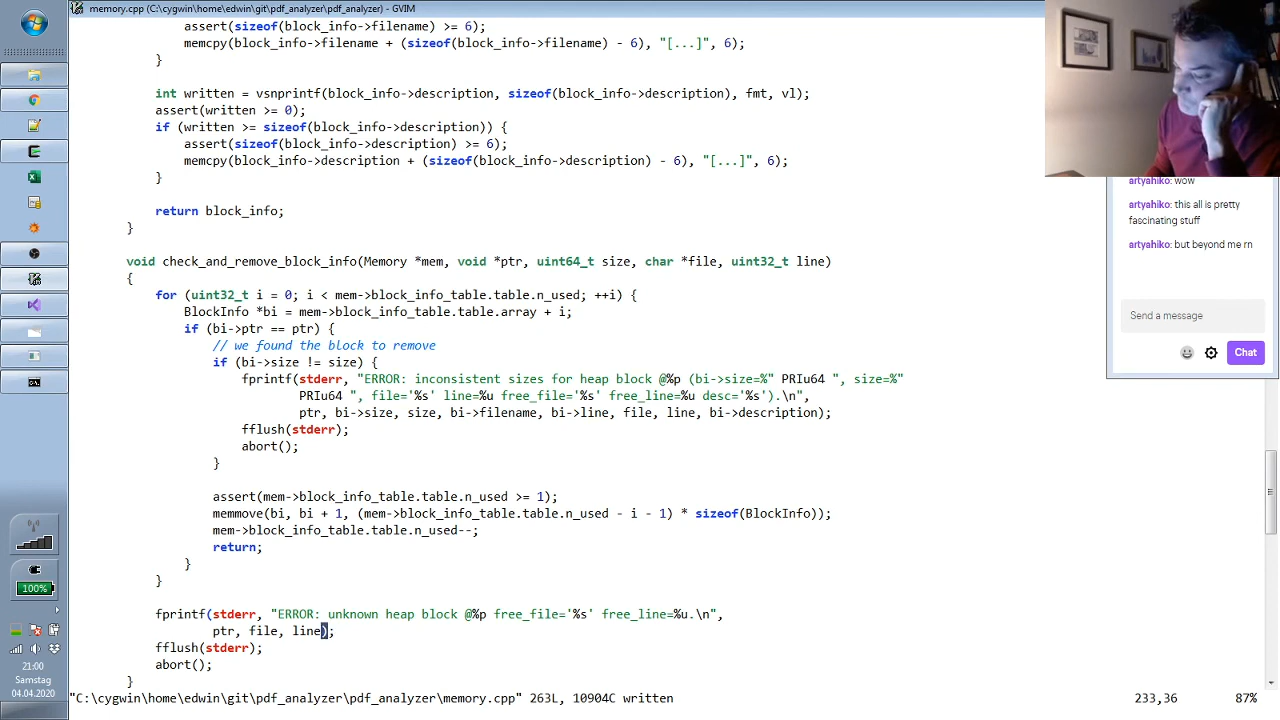 memory.cpp (C:\cygwin\home\edwin\git\pdf_analyzer\pdf_analyzer) - GVIM
assert(sizeof(block_info->filename) >= 6);
memcpy(block_info->filename + (sizeof(block_info->filename) - 6), "[...]", 6);
}
int written = vsnprintf(block_info->description, sizeof(block_info->description), fmt, vl);
assert(written >= 0);
if (written >= sizeof(block_info->description)) {
assert(sizeof(block_info->description) >= 6);
memcpy(block_info->description + (sizeof(block_info->description) - 6), "[...]", 6);
}
return block_info;
}
void check_and_remove_block_info(Memory *mem, void *ptr, uint64_t size, char *file, uint32_t line)
{
for (uint32_t i = 0; i < mem->block_info_table.table.n_used; ++i) {
BlockInfo *bi = mem->block_info_table.table.array + i;
if (bi->ptr == ptr) {
// we found the block to remove
if (bi->size != size) {
fprintf(stderr, "ERROR: inconsistent sizes for heap block @%p (bi->size=%" PRIu64 ", size=%"
PRIu64 ", file='%s' line=%u free_file='%s' free_line=%u desc='%s').\n",
ptr, bi->size, size, bi->filename, bi->line, file, line, bi->description);
fflush(stderr);
abort();
}
assert(mem->block_info_table.table.n_used >= 1);
memmove(bi, bi + 1, (mem->block_info_table.table.n_used - i - 1) * sizeof(BlockInfo));
mem->block_info_table.table.n_used--;
return;
}
}
fprintf(stderr, "ERROR: unknown heap block @%p free_file='%s' free_line=%u.\n",
ptr, file, line);
fflush(stderr);
abort();
}
"C:\cygwin\home\edwin\git\pdf_analyzer\pdf_analyzer\memory.cpp" 263L, 10904C written
233,36
87%
artyahiko: wow
artyahiko: this all is pretty
fascinating stuff
artyahiko: but beyond me rn
Send a message
Chat
100%
21:00
Samstag
04.04.2020